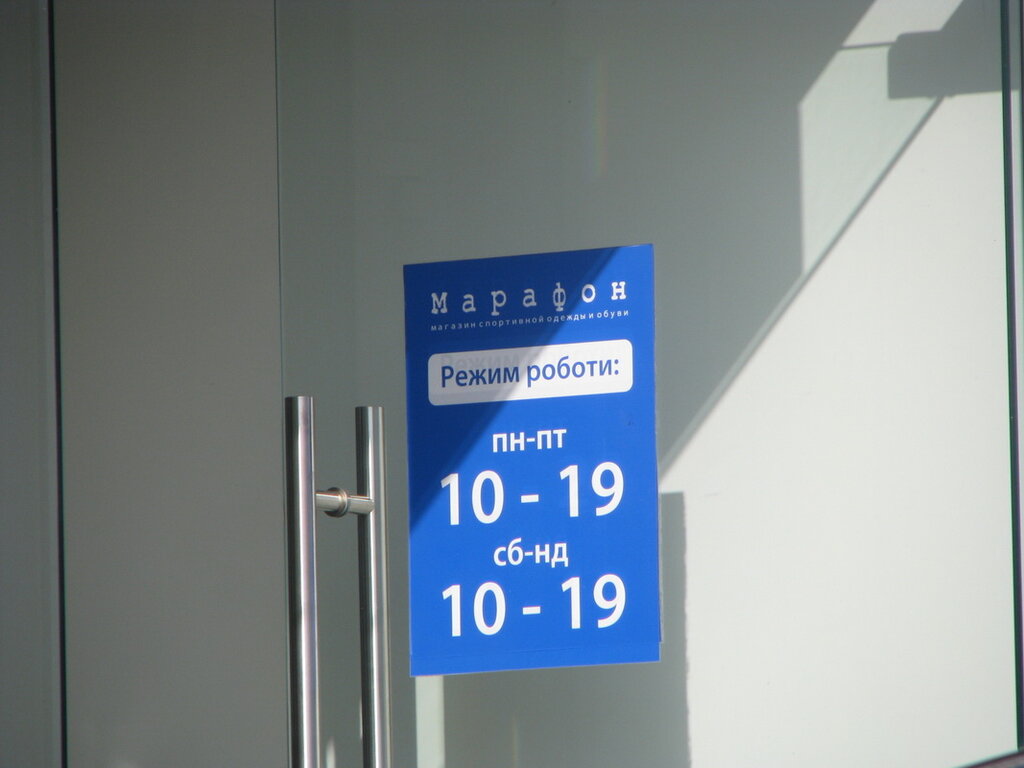 Марафон
магазин спортивной одежды и обуви
Режим роботи:
пн-пт
10 - 19
сб-нд
10 - 19